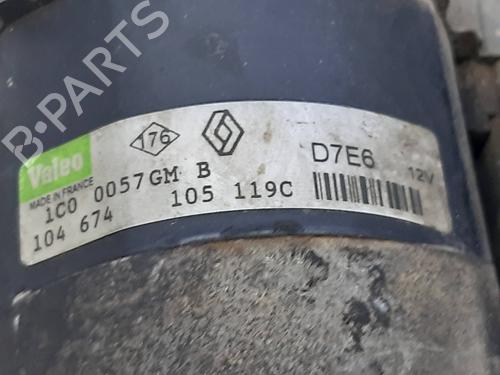 Valeo
MADE IN FRANCE
176
D7E6
12V
1C0 0057GM B
104 674
105 119C
B-PARTS